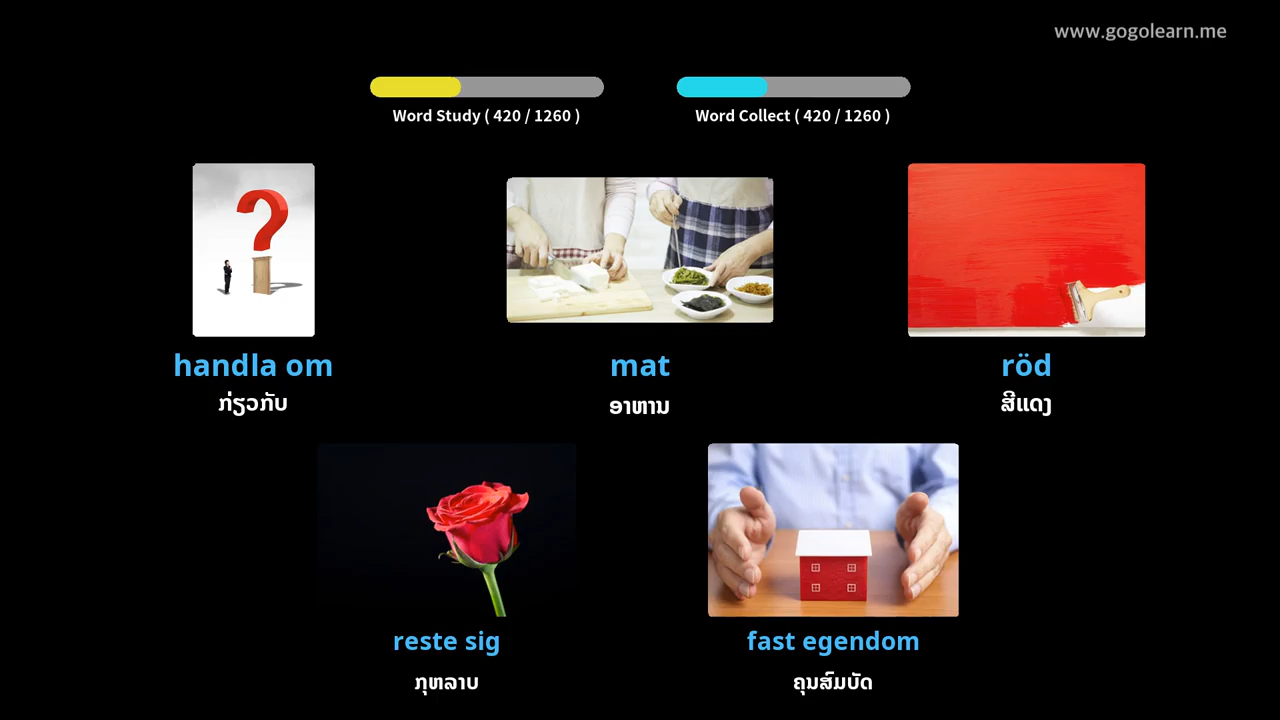 www.gogolearn.me
Word Study ( 420 / 1260 )
Word Collect ( 420 / 1260 )
handla om
ກ່ຽວກັບ
mat
ອາຫານ
röd
ສີແດງ
reste sig
ກຸຫລາບ
fast egendom
ຄຸນສົມບັດ